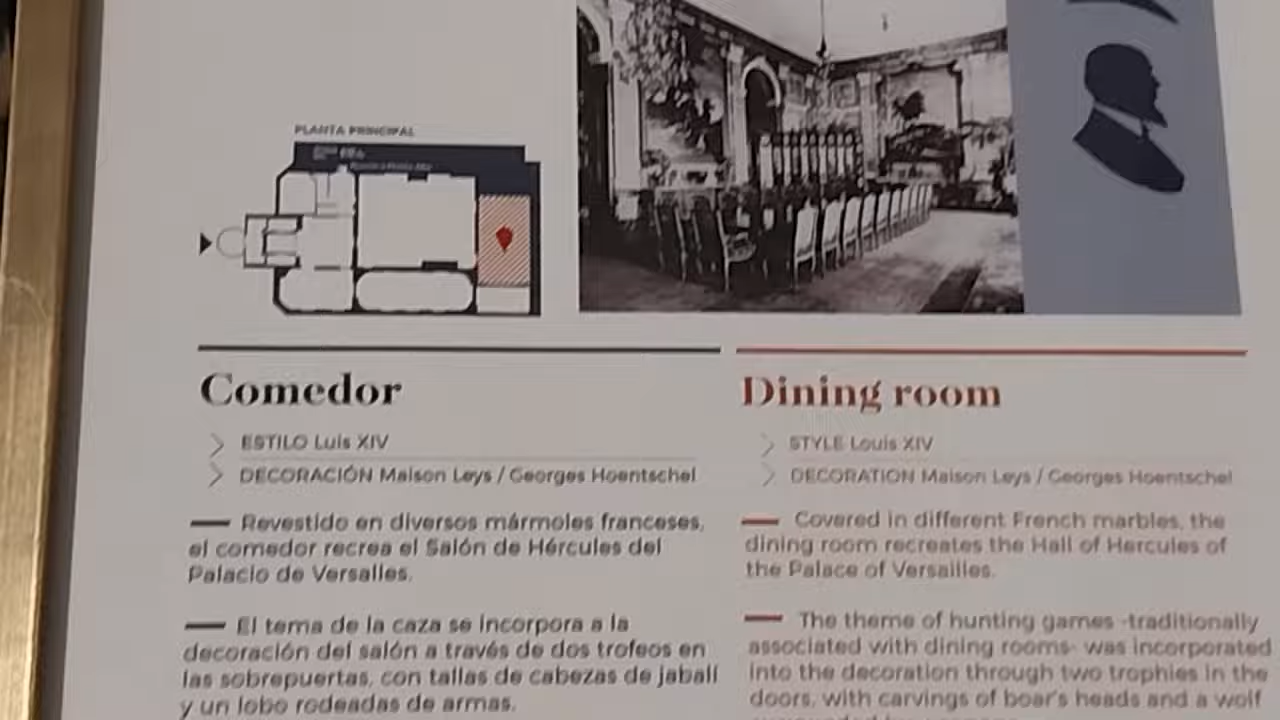 PLANTA PRINCIPAL
Comedor
ESTILO Luis XIV
DECORACIÓN Maison Leys / Georges Hoentschel
Revestido en diversos mármoles franceses,
el comedor recrea el Salón de Hércules del
Palacio de Versalles.
El tema de la caza se incorpora a la
decoración del salón a través de dos trofeos en
las sobrepuertas, con tallas de cabezas de jabalí
y un lobo rodeadas de armas.
Dining room
STYLE Louis XIV
DECORATION Maison Leys / Georges Hoentschel
Covered in different French marbles, the
dining room recreates the Hall of Hercules of
the Palace of Versailles.
The theme of hunting games -traditionally
associated with dining rooms- was incorporated
into the decoration through two trophies in the
doors, with carvings of boar's heads and a wolf